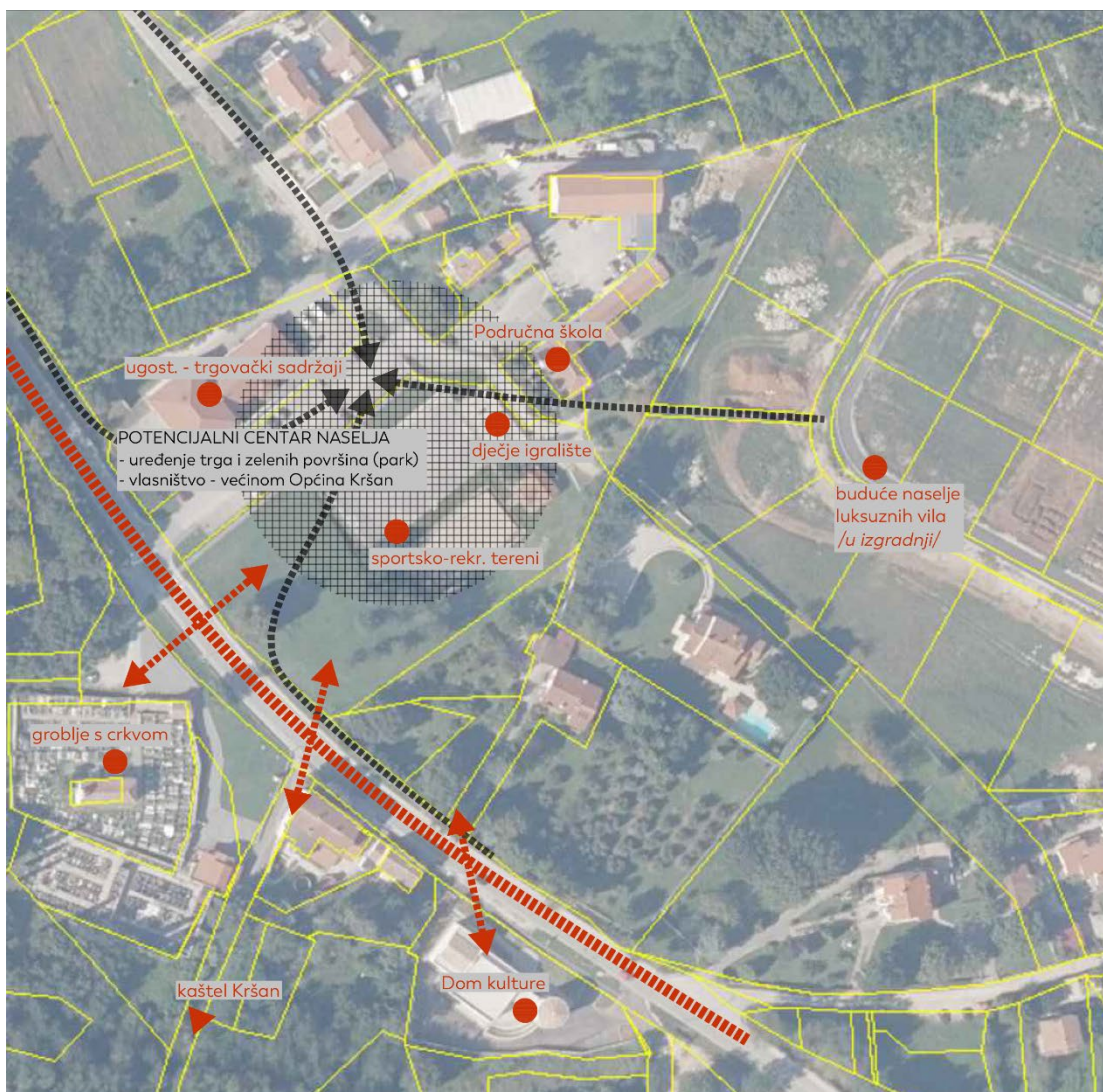 Područna škola
ugost. - trgovački sadržaji
dječje igralište
POTENCIJALNI CENTAR NASELJA
- uređenje trga i zelenih površina (park)
- vlasništvo - većinom Općina Kršan
buduće naselje
luksuznih vila
/u izgradnji/
sportsko-rekr. tereni
groblje s crkvom
kaštel Kršan
Dom kulture